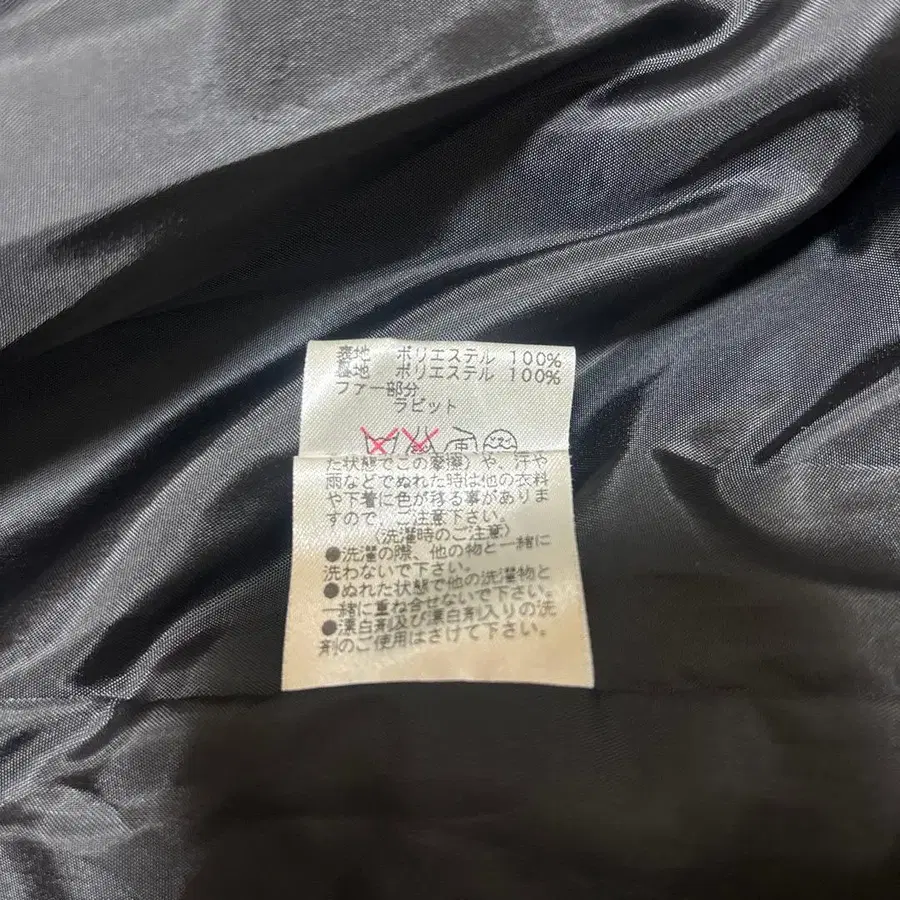 表地 ポリエステル 100%
裏地 ポリエステル 100%
ファー部分
ラビット
中
た状態でこの摩擦）や、汗や
雨などでぬれた時は他の衣料
や下着に色が移る事がありま
すので、ご注意下さい。
〈洗濯時のご注意〉
●洗濯の際、他の物と一緒に
洗わないで下さい。
●ぬれた状態で他の洗濯物と
一緒に重ね合せないで下さい。
●漂白剤及び漂白剤入りの洗
剤のご使用はさけて下さい。